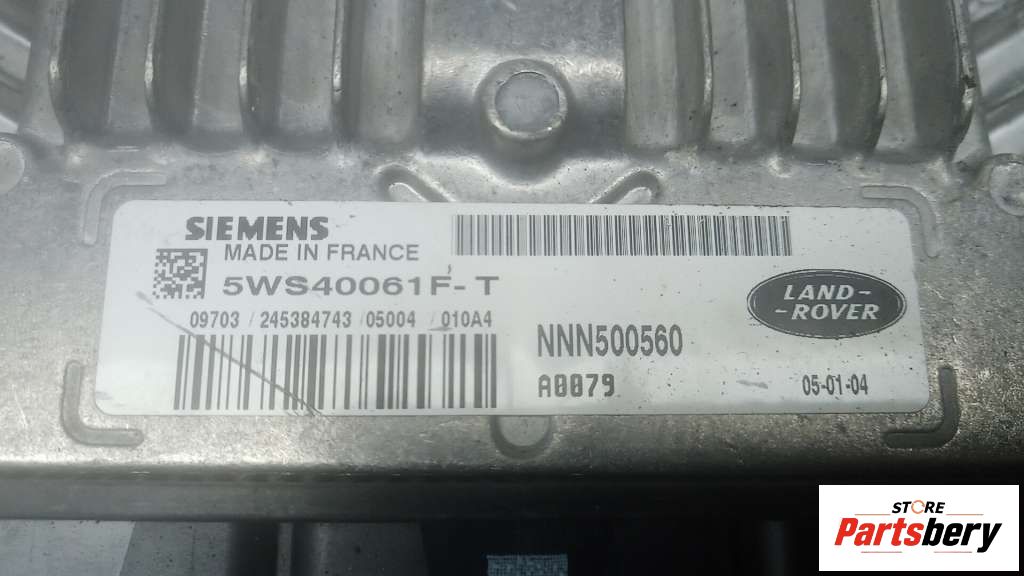 SIEMENS
MADE IN FRANCE
5WS40061F-T
09703 / 245384743 / 05004 / 010A4
NNN500560
A0079
LAND-
-ROVER
05-01-04
STORE
Partsbery